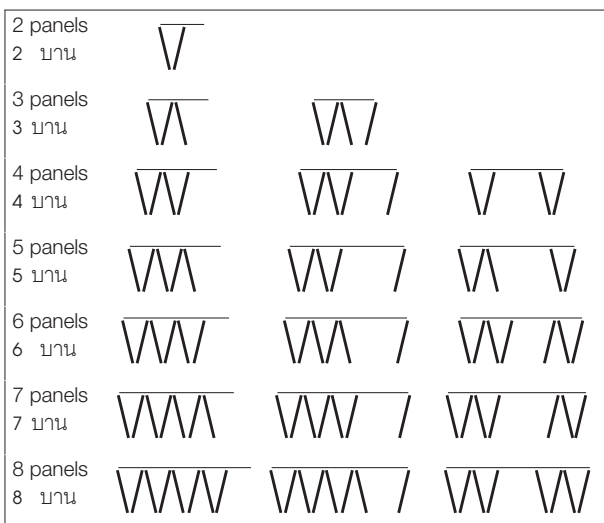 2 panels
2 บาน
3 panels
3 บาน
4 panels
4 บาน
5 panels
5 บาน
6 panels
6 บาน
7 panels
7 บาน
8 panels
8 บาน